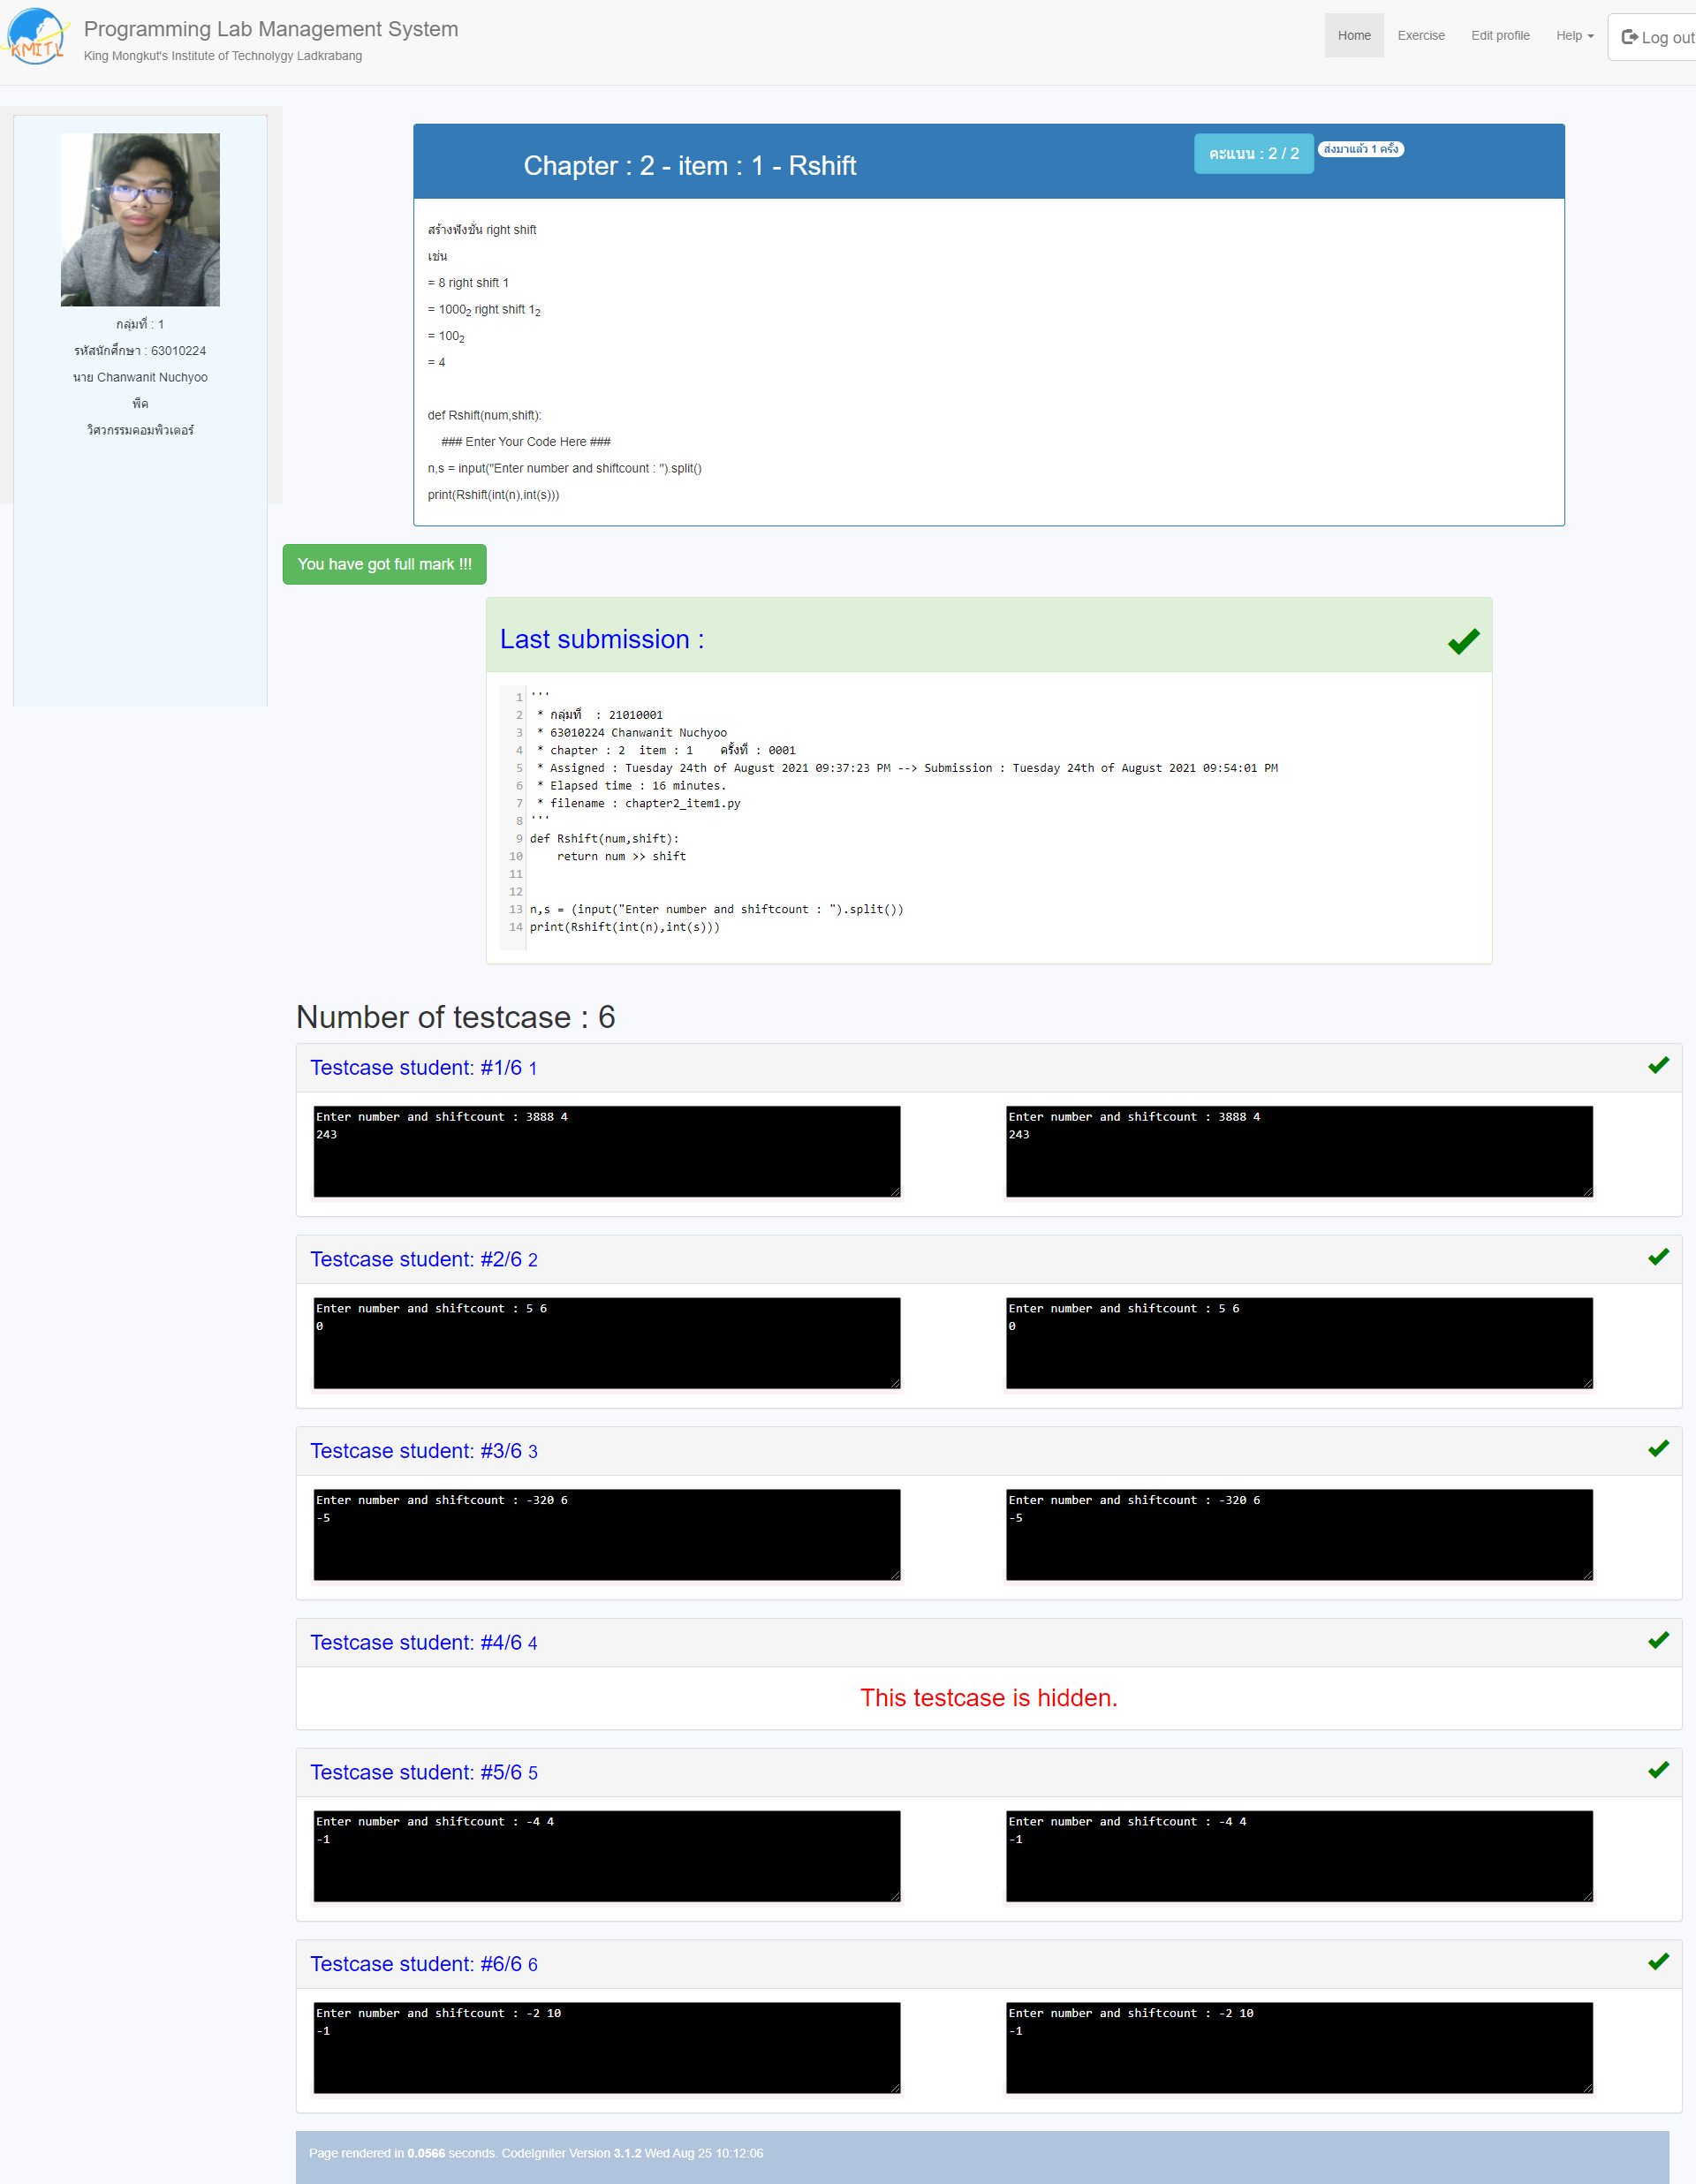 KMITL
Programming Lab Management System
King Mongkut's Institute of Technolygy Ladkrabang
Home
Exercise
Edit profile
Help
Log out
กลุ่มที่ : 1
รหัสนักศึกษา : 63010224
นาย Chanwanit Nuchyoo
พีค
วิศวกรรมคอมพิวเตอร์
Chapter : 2 - item : 1 - Rshift
คะแนน : 2 / 2
ส่งมาแล้ว 1 ครั้ง
สร้างฟังชั่น right shift
เช่น
= 8 right shift 1
= 1000₂ right shift 1₂
= 100₂
= 4
def Rshift(num,shift):
### Enter Your Code Here ###
n,s = input("Enter number and shiftcount : ").split()
print(Rshift(int(n),int(s)))
You have got full mark !!!
Last submission :
1 '''
2 * กลุ่มที่ : 21010001
3 * 63010224 Chanwanit Nuchyoo
4 * chapter : 2 item : 1 ครั้งที่ : 0001
5 * Assigned : Tuesday 24th of August 2021 09:37:23 PM --> Submission : Tuesday 24th of August 2021 09:54:01 PM
6 * Elapsed time : 16 minutes.
7 * filename : chapter2_item1.py
8 '''
9 def Rshift(num,shift):
10 return num >> shift
11
12
13 n,s = (input("Enter number and shiftcount : ").split())
14 print(Rshift(int(n),int(s)))
Number of testcase : 6
Testcase student: #1/6 1
Enter number and shiftcount : 3888 4
243
Enter number and shiftcount : 3888 4
243
Testcase student: #2/6 2
Enter number and shiftcount : 5 6
0
Enter number and shiftcount : 5 6
0
Testcase student: #3/6 3
Enter number and shiftcount : -320 6
-5
Enter number and shiftcount : -320 6
-5
Testcase student: #4/6 4
This testcase is hidden.
Testcase student: #5/6 5
Enter number and shiftcount : -4 4
-1
Enter number and shiftcount : -4 4
-1
Testcase student: #6/6 6
Enter number and shiftcount : -2 10
-1
Enter number and shiftcount : -2 10
-1
Page rendered in 0.0566 seconds. CodeIgniter Version 3.1.2 Wed Aug 25 10:12:06